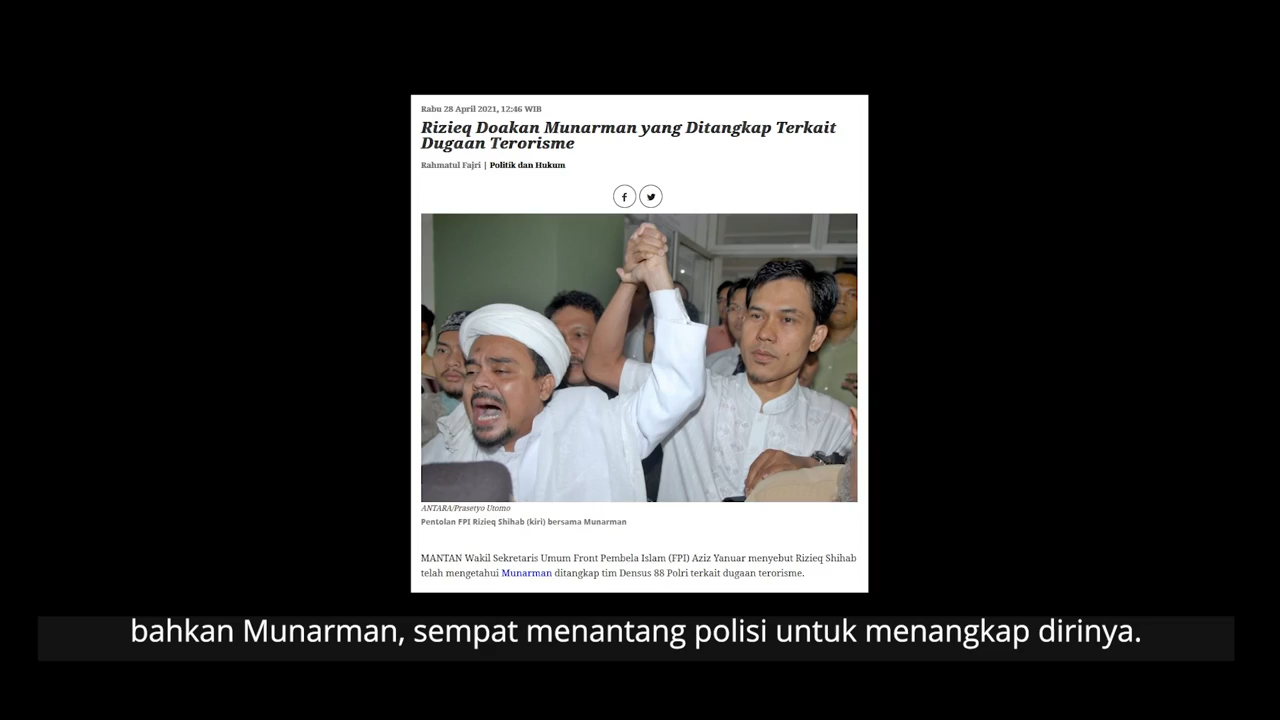 Rabu 28 April 2021, 12:46 WIB
Rizieq Doakan Munarman yang Ditangkap Terkait
Dugaan Terorisme
Rahmatul Fajri | Politik dan Hukum
ANTARA/Prasetyo Utomo
Pentolan FPI Rizieq Shihab (kiri) bersama Munarman
MANTAN Wakil Sekretaris Umum Front Pembela Islam (FPI) Aziz Yanuar menyebut Rizieq Shihab
telah mengetahui Munarman ditangkap tim Densus 88 Polri terkait dugaan terorisme.
bahkan Munarman, sempat menantang polisi untuk menangkap dirinya.